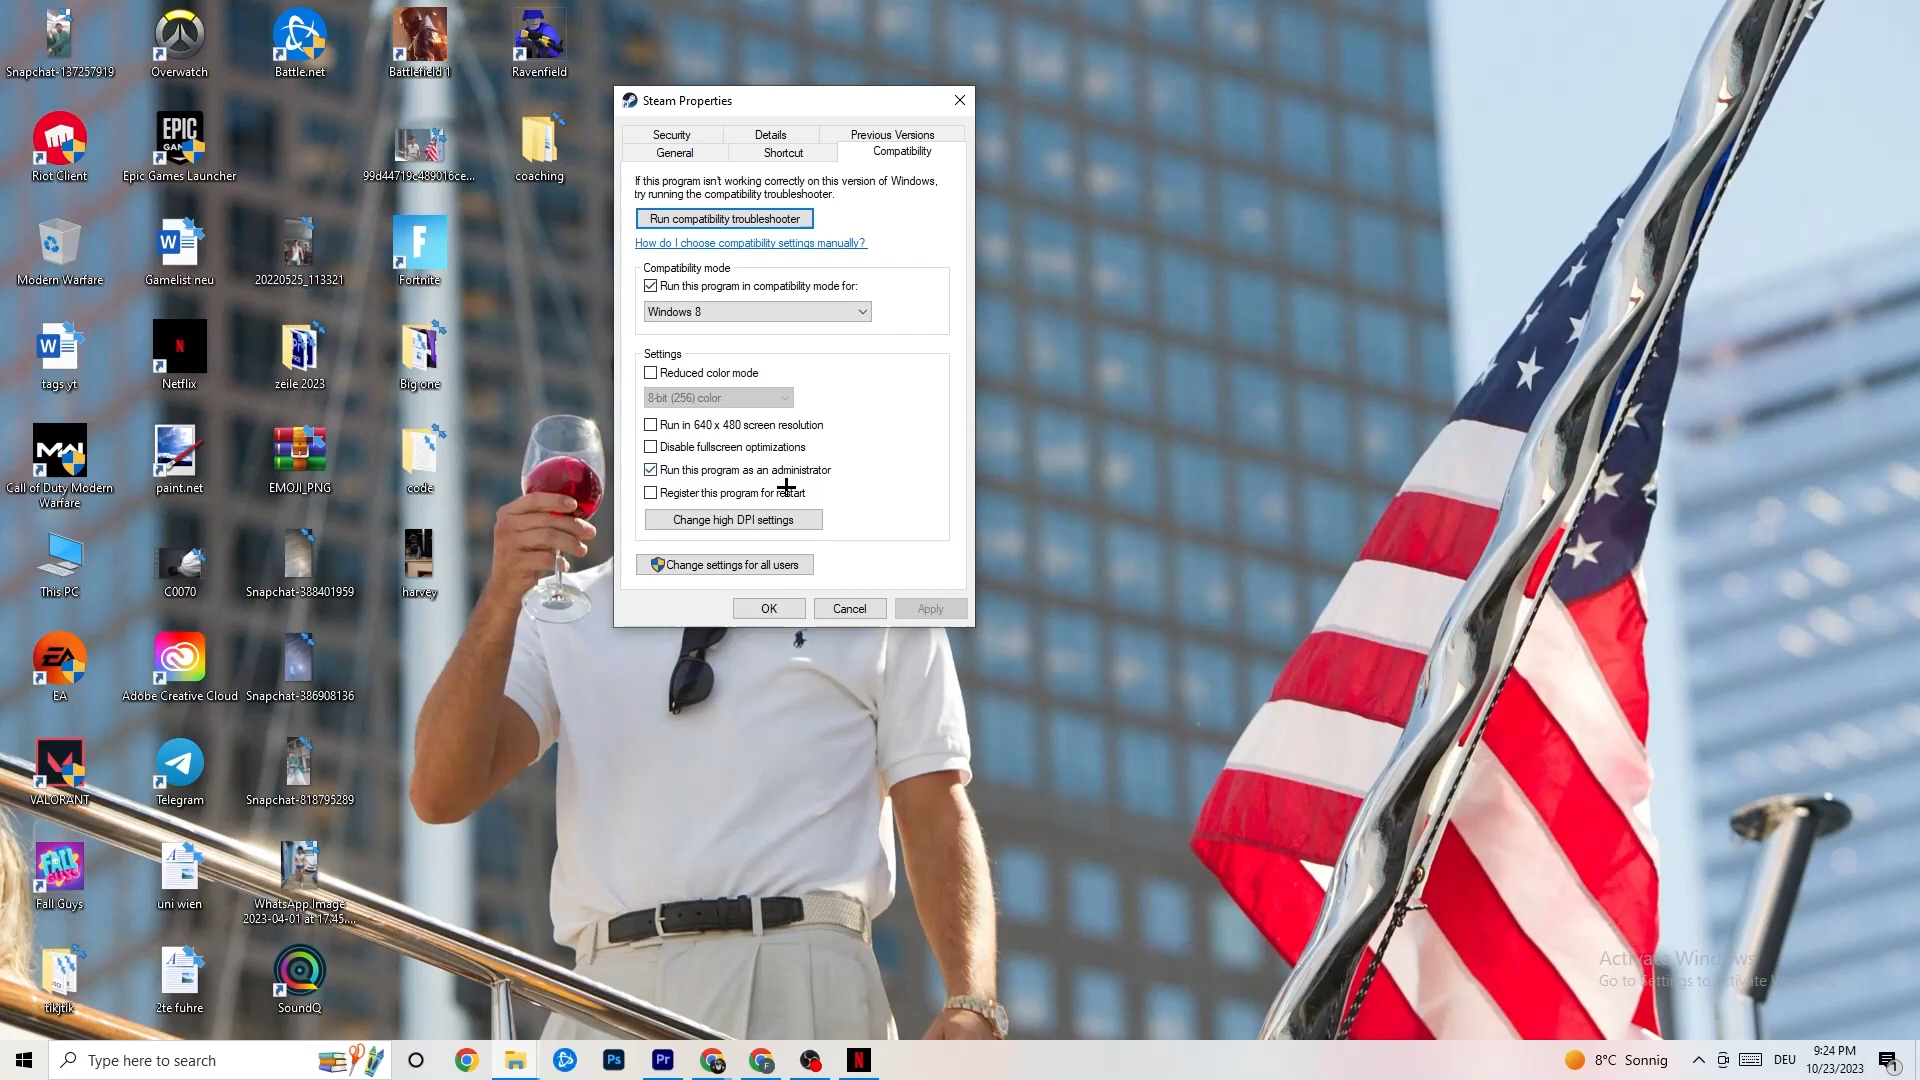 Snapchat-137257919
Overwatch
Battle.net
Battlefield 1
Ravenfield
Riot Client
EPIC
GAM
Epic Games Launcher
99d44719c489016ce...
coaching
Modern Warfare
Gamelist neu
20220525_113321
F
Fortnite
tags yt
N
Netflix
zeile 2023
Big one
Call of Duty Modern
Warfare
paint.net
EMOJI_PNG
code
This PC
C0070
Snapchat-388401959
harvey
EA
EA
Adobe Creative Cloud
Snapchat-386908136
VALORANT
Telegram
Snapchat-818795289
FALL
GUYS
Fall Guys
uni wien
WhatsApp Image
2023-04-01 at 17.45....
tikjtik
2te fuhre
SoundQ
Steam Properties
Security
Details
Previous Versions
General
Shortcut
Compatibility
If this program isn't working correctly on this version of Windows,
try running the compatibility troubleshooter.
Run compatibility troubleshooter
How do I choose compatibility settings manually?
Compatibility mode
Run this program in compatibility mode for:
Windows 8
Settings
Reduced color mode
8-bit (256) color
Run in 640 x 480 screen resolution
Disable fullscreen optimizations
Run this program as an administrator
Register this program for restart
Change high DPI settings
Change settings for all users
OK
Cancel
Apply
Activate Windows
Go to Settings to activate
Type here to search
Ps
Pr
F
N
8°C Sonnig
DEU
9:24 PM
10/23/2023
1